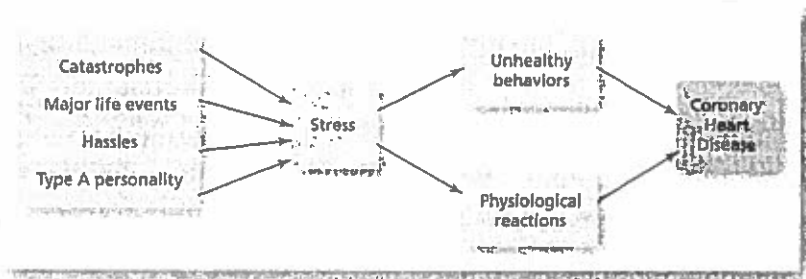 Catastrophes
Major life events
Hassles
Type A personality
Stress
Unhealthy
behaviors
Physiological
reactions
Coronary
Heart
Disease